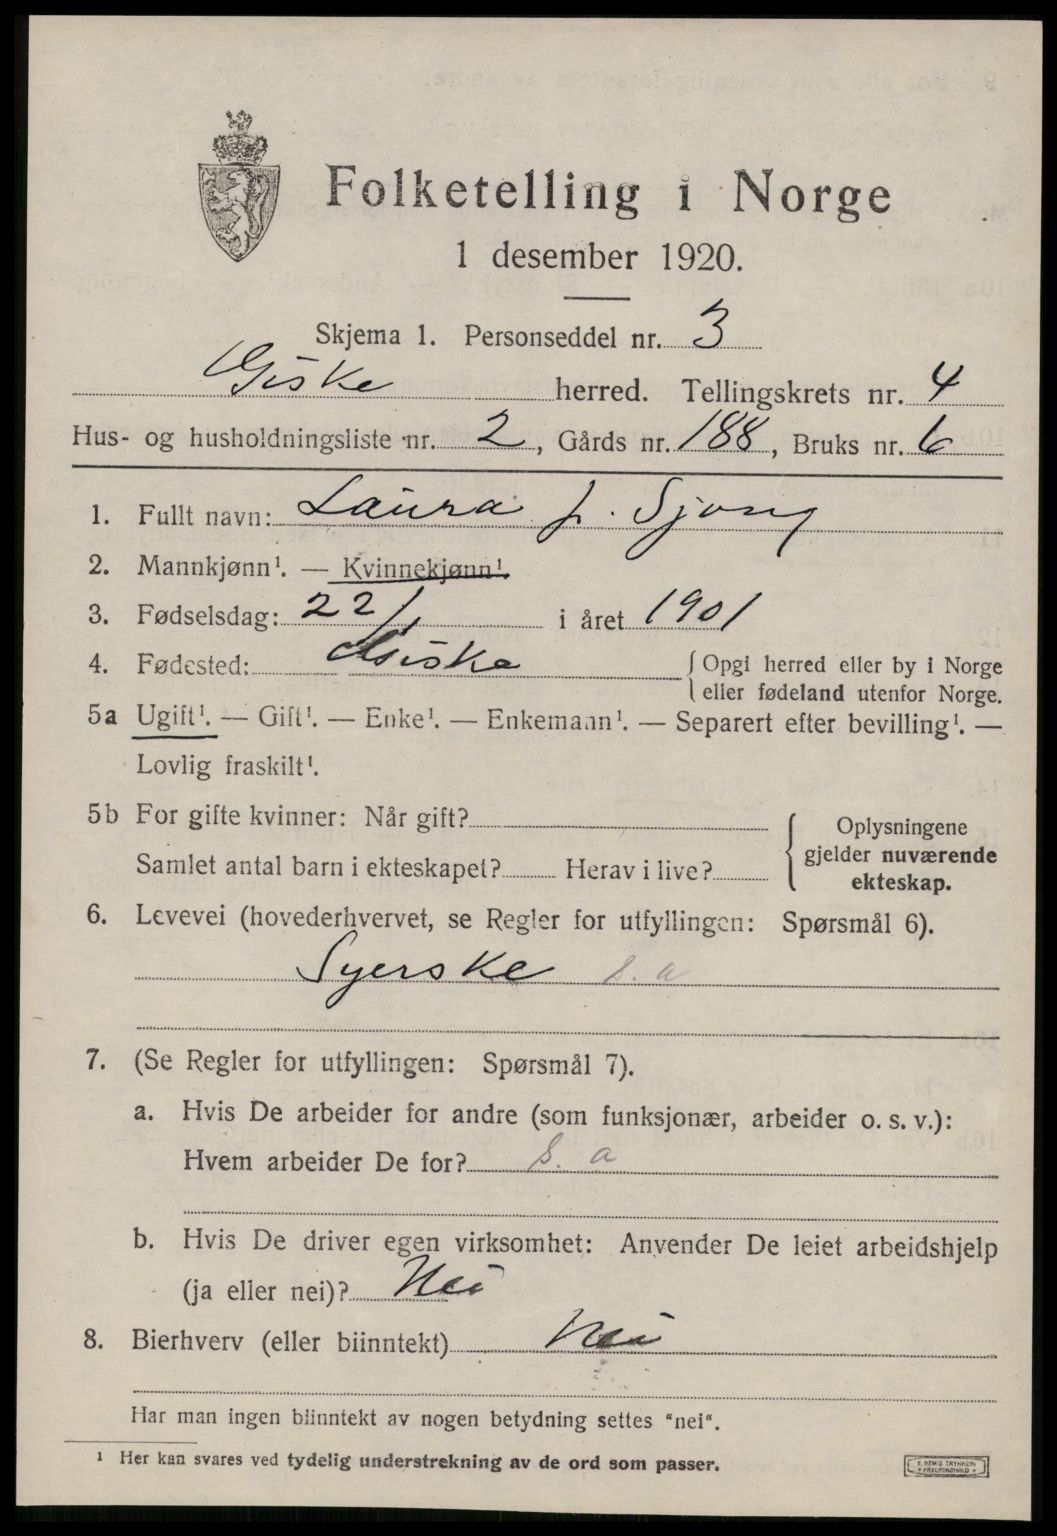 Folketelling i Norge
1 desember 1920.
Skjema 1. Personseddel nr. 3
Giske herred. Tellingskrets nr. 4
Hus- og husholdningsliste nr. 2, Gårds nr. 188, Bruks nr. 6
1. Fullt navn: Laura J. Sjong
2. Mannkjønn¹. — Kvinnekjønn¹.
3. Fødselsdag: 22/1 i året 1901
4. Fødested: Giske { Opgi herred eller by i Norge
eller fødeland utenfor Norge.
5a Ugift¹. — Gift¹. — Enke¹. — Enkemann¹. — Separert efter bevilling¹. —
Lovlig fraskilt¹.
5b For gifte kvinner: Når gift?
Samlet antal barn i ekteskapet? Herav i live?
{ Oplysningene
gjelder nuværende
ekteskap.
6. Levevei (hovederhvervet, se Regler for utfyllingen: Spørsmål 6).
Syerske s. a
7. (Se Regler for utfyllingen: Spørsmål 7).
a. Hvis De arbeider for andre (som funksjonær, arbeider o. s. v.):
Hvem arbeider De for? s. a
b. Hvis De driver egen virksomhet: Anvender De leiet arbeidshjelp
(ja eller nei)? Nei
8. Bierhverv (eller biinntekt) Nei
Har man ingen biinntekt av nogen betydning settes "nei".
¹ Her kan svares ved tydelig understrekning av de ord som passer.